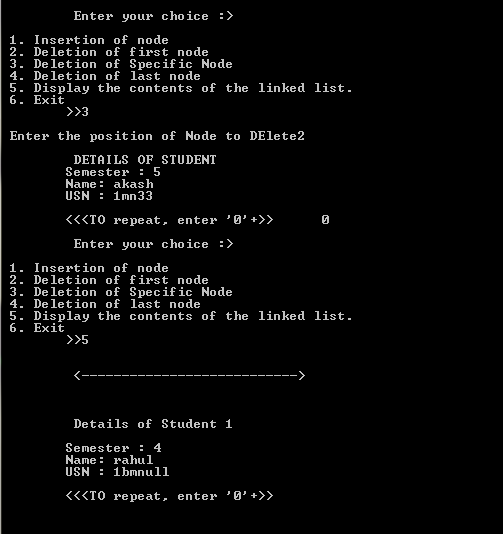 Enter your choice :>
1. Insertion of node
2. Deletion of first node
3. Deletion of Specific Node
4. Deletion of last node
5. Display the contents of the linked list.
6. Exit
>>3
Enter the position of Node to DElete2
DETAILS OF STUDENT
Semester : 5
Name: akash
USN : 1mn33
<<<TO repeat, enter '0'+>> 0
Enter your choice :>
1. Insertion of node
2. Deletion of first node
3. Deletion of Specific Node
4. Deletion of last node
5. Display the contents of the linked list.
6. Exit
>>5
<--------------------------->
Details of Student 1
Semester : 4
Name: rahul
USN : 1bmnull
<<<TO repeat, enter '0'+>>